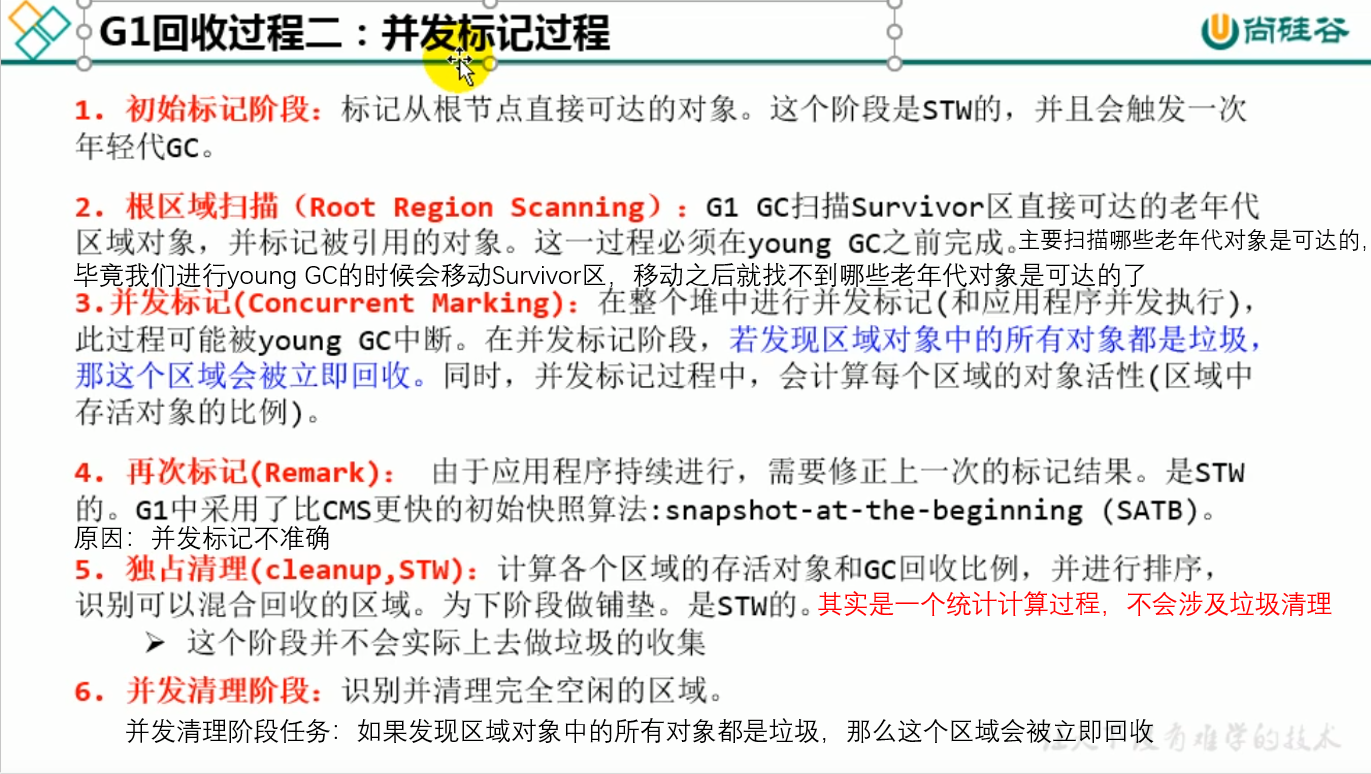 G1回收过程二：并发标记过程
尚硅谷
1. 初始标记阶段：标记从根节点直接可达的对象。这个阶段是STW的，并且会触发一次
年轻代GC。
2. 根区域扫描（Root Region Scanning）：G1 GC扫描Survivor区直接可达的老年代
区域对象，并标记被引用的对象。这一过程必须在young GC之前完成。主要扫描哪些老年代对象是可达的，
毕竟我们进行young GC的时候会移动Survivor区，移动之后就找不到哪些老年代对象是可达的了
3.并发标记(Concurrent Marking)：在整个堆中进行并发标记(和应用程序并发执行)，
此过程可能被young GC中断。在并发标记阶段，若发现区域对象中的所有对象都是垃圾，
那这个区域会被立即回收。同时，并发标记过程中，会计算每个区域的对象活性(区域中
存活对象的比例)。
4. 再次标记(Remark)： 由于应用程序持续进行，需要修正上一次的标记结果。是STW
的。G1中采用了比CMS更快的初始快照算法:snapshot-at-the-beginning (SATB)。
原因：并发标记不准确
5. 独占清理(cleanup,STW)：计算各个区域的存活对象和GC回收比例，并进行排序，
识别可以混合回收的区域。为下阶段做铺垫。是STW的。其实是一个统计计算过程，不会涉及垃圾清理
➢ 这个阶段并不会实际上去做垃圾的收集
6. 并发清理阶段：识别并清理完全空闲的区域。
并发清理阶段任务：如果发现区域对象中的所有对象都是垃圾，那么这个区域会被立即回收
有难学的技术